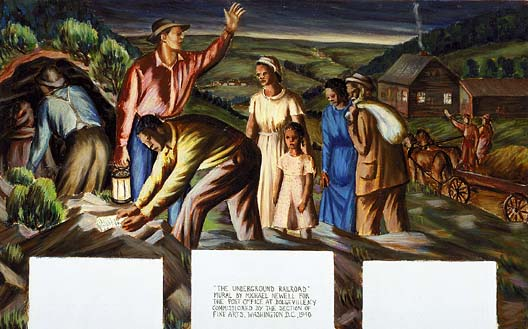 "THE UNDERGROUND RAILROAD"
MURAL BY MICHAEL NEWELL FOR
THE POST OFFICE AT DOLGEVILLE, N.Y.
COMMISSIONED BY THE SECTION OF
FINE ARTS, WASHINGTON D.C., 1940